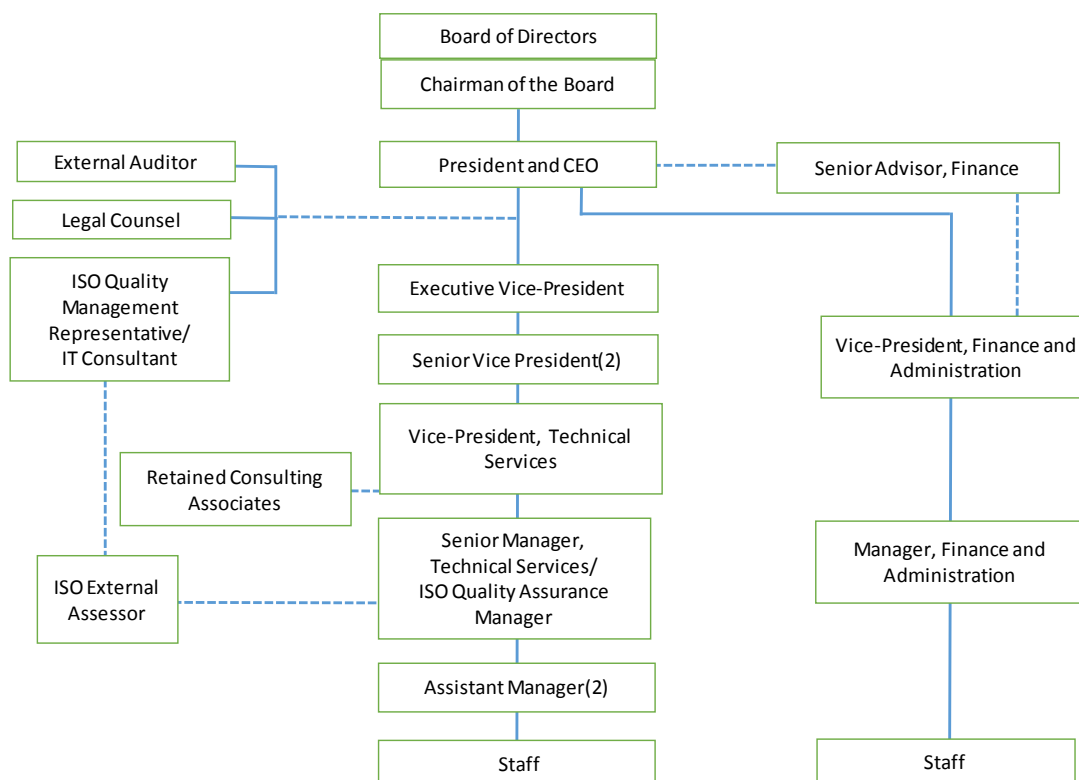 Board of Directors
Chairman of the Board
External Auditor
President and CEO
Senior Advisor, Finance
Legal Counsel
ISO Quality
Management
Representative/
IT Consultant
Executive Vice-President
Senior Vice President(2)
Vice-President, Finance and
Administration
Vice-President, Technical
Services
Retained Consulting
Associates
Senior Manager,
Technical Services/
ISO Quality Assurance
Manager
Manager, Finance and
Administration
ISO External
Assessor
Assistant Manager(2)
Staff
Staff